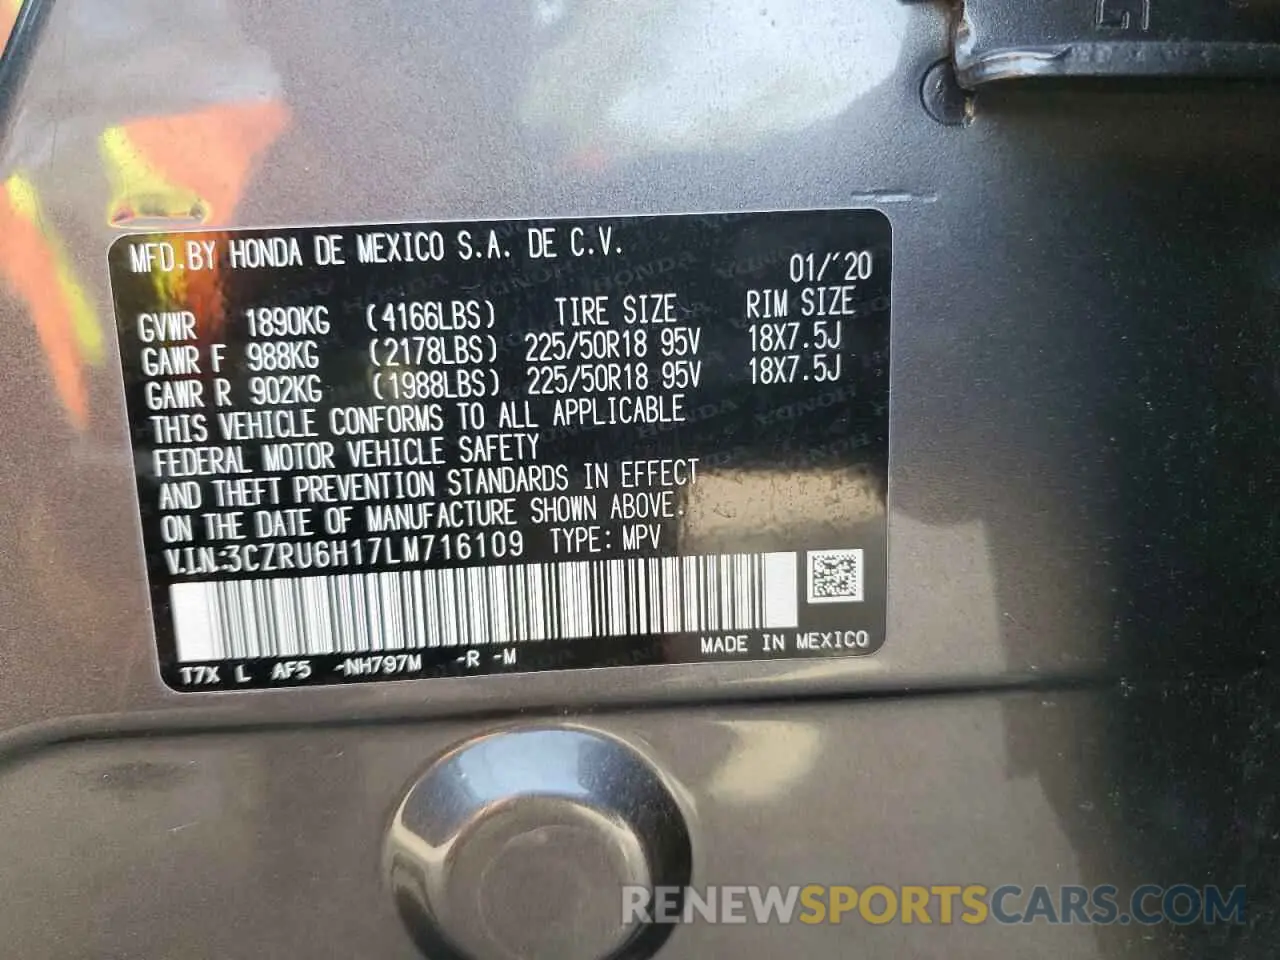 MFD.BY HONDA DE MEXICO S.A. DE C.V.
01/'20
GVWR 1890KG (4166LBS) TIRE SIZE RIM SIZE
GAWR F 988KG (2178LBS) 225/50R18 95V 18X7.5J
GAWR R 902KG (1988LBS) 225/50R18 95V 18X7.5J
THIS VEHICLE CONFORMS TO ALL APPLICABLE
FEDERAL MOTOR VEHICLE SAFETY
AND THEFT PREVENTION STANDARDS IN EFFECT
ON THE DATE OF MANUFACTURE SHOWN ABOVE.
V.I.N:3CZRU6H17LM716109 TYPE: MPV
MADE IN MEXICO
T7X L AF5 -NH797M -R -M
RENEWSPORTSCARS.COM